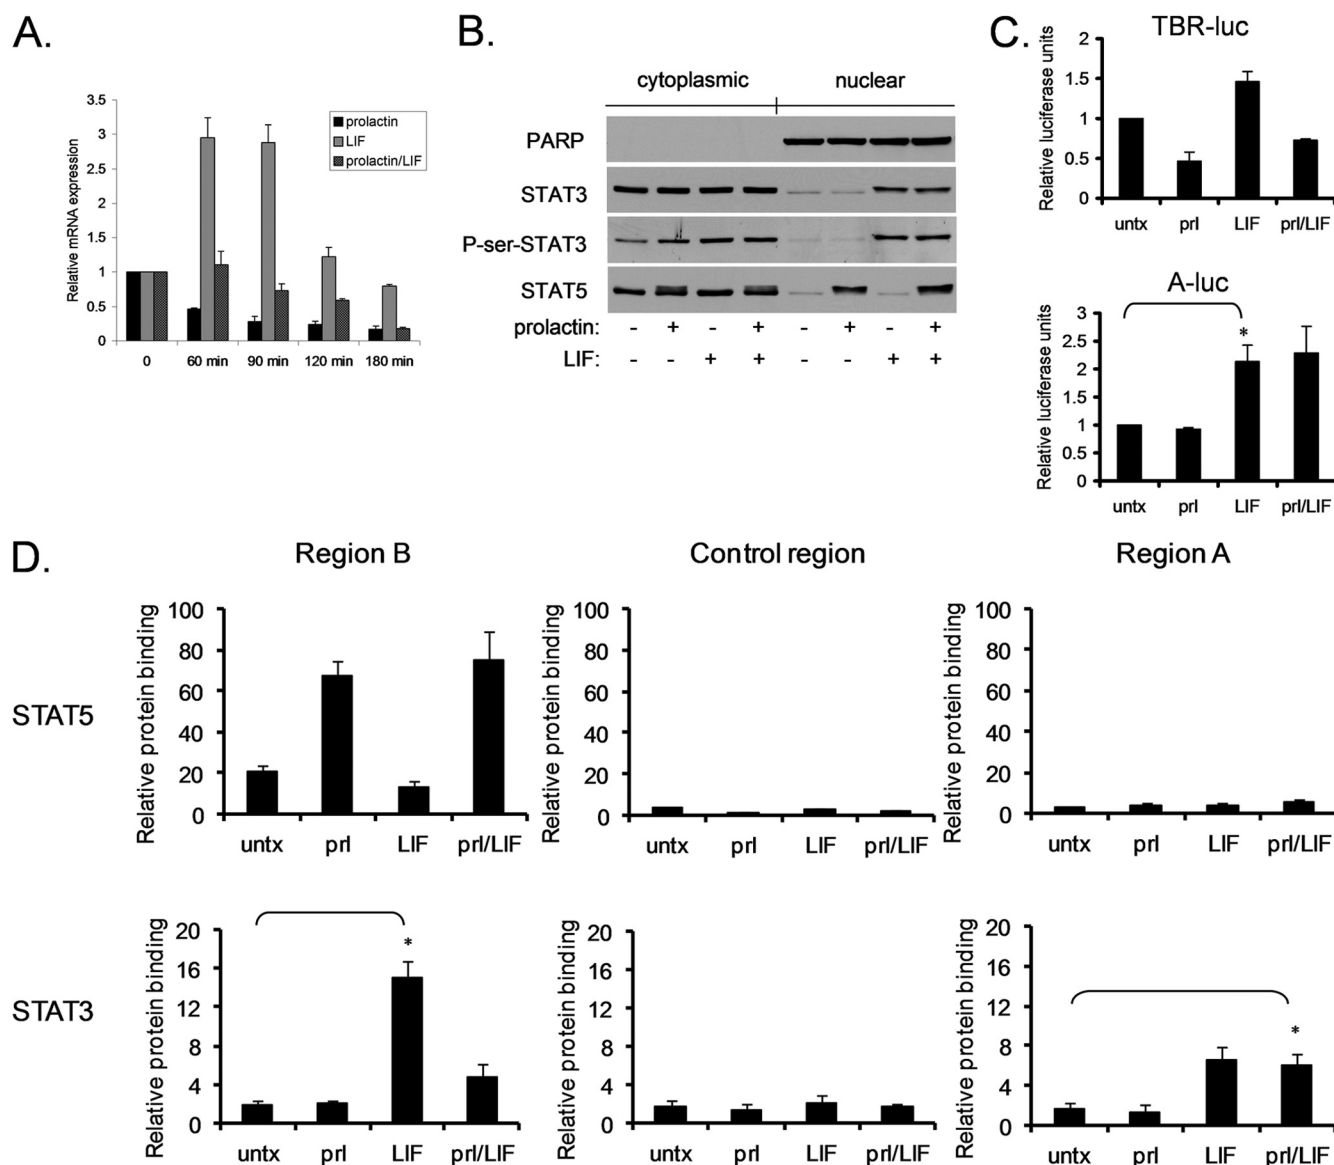 A.
3.5
3
2.5
2
1.5
1
0.5
0
Relative mRNA expression
prolactin
LIF
prolactin/LIF
0 60 min 90 min 120 min 180 min
B.
cytoplasmic nuclear
PARP
STAT3
P-ser-STAT3
STAT5
prolactin: - + - + - + - +
LIF: - - + + - - + +
C.
TBR-luc
Relative luciferase units
2
1.5
1
0.5
0
untx prl LIF prl/LIF
A-luc
Relative luciferase units
3
2.5
2
1
0.5
0
*
untx prl LIF prl/LIF
D.
Region B Control region Region A
STAT5
Relative protein binding
100
80
60
40
20
0
untx prl LIF prl/LIF
Relative protein binding
100
80
60
40
20
0
untx prl LIF prl/LIF
Relative protein binding
100
80
60
40
20
0
untx prl LIF prl/LIF
STAT3
Relative protein binding
20
16
12
8
4
0
*
untx prl LIF prl/LIF
Relative protein binding
20
16
12
8
4
0
untx prl LIF prl/LIF
Relative protein binding
20
16
12
8
4
0
*
untx prl LIF prl/LIF